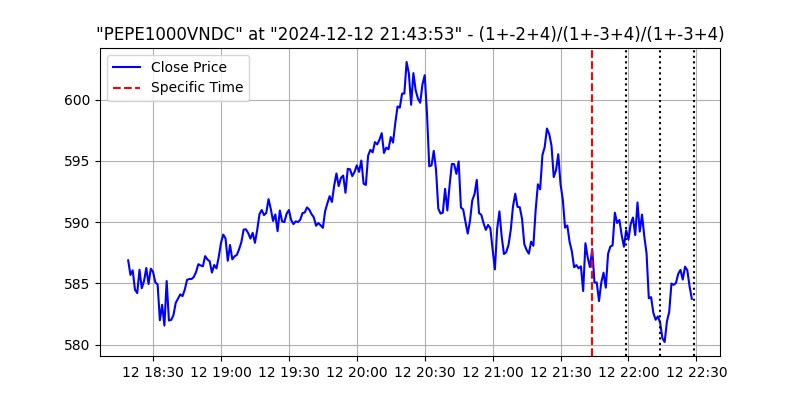 "PEPE1000VNDC" at "2024-12-12 21:43:53" - (1+-2+4)/(1+-3+4)/(1+-3+4)
Close Price
Specific Time
600
595
590
585
580
12 18:30 12 19:00 12 19:30 12 20:00 12 20:30 12 21:00 12 21:30 12 22:00 12 22:30